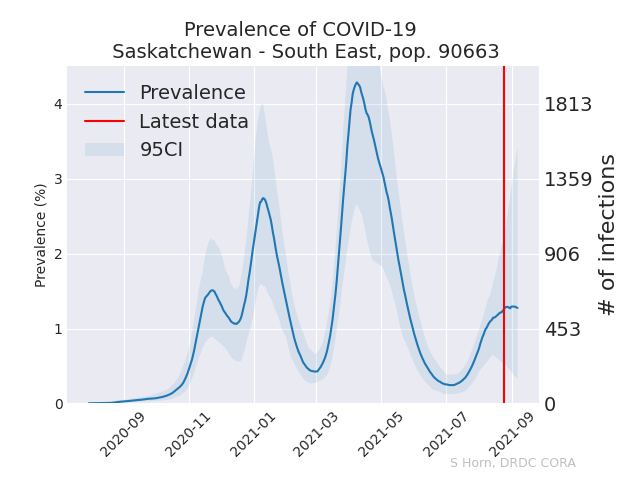 Prevalence of COVID-19
Saskatchewan - South East, pop. 90663
Prevalence
Latest data
95CI
Prevalence (%)
4
3
2
1
0
1813
1359
906
453
0
# of infections
2020-09
2020-11
2021-01
2021-03
2021-05
2021-07
2021-09
S Horn, DRDC CORA